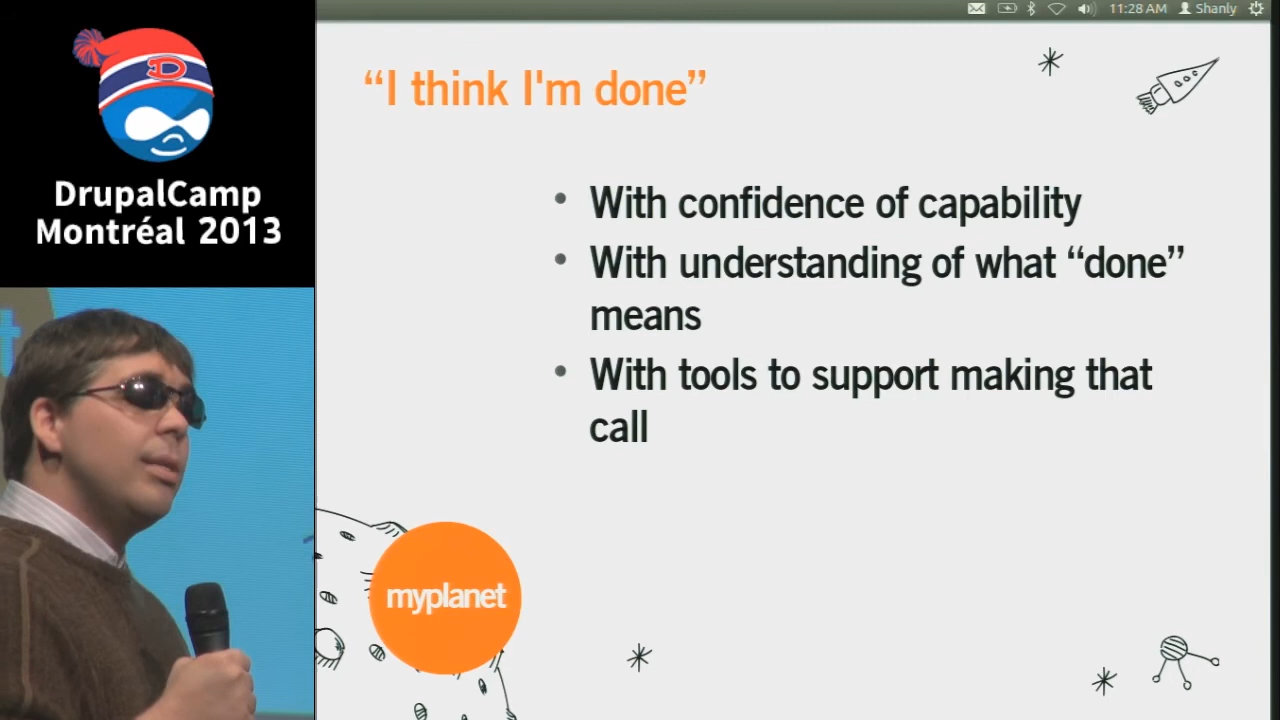 DrupalCamp
Montréal 2013
11:28 AM Shanly
“I think I'm done”
• With confidence of capability
• With understanding of what “done”
means
• With tools to support making that
call
myplanet